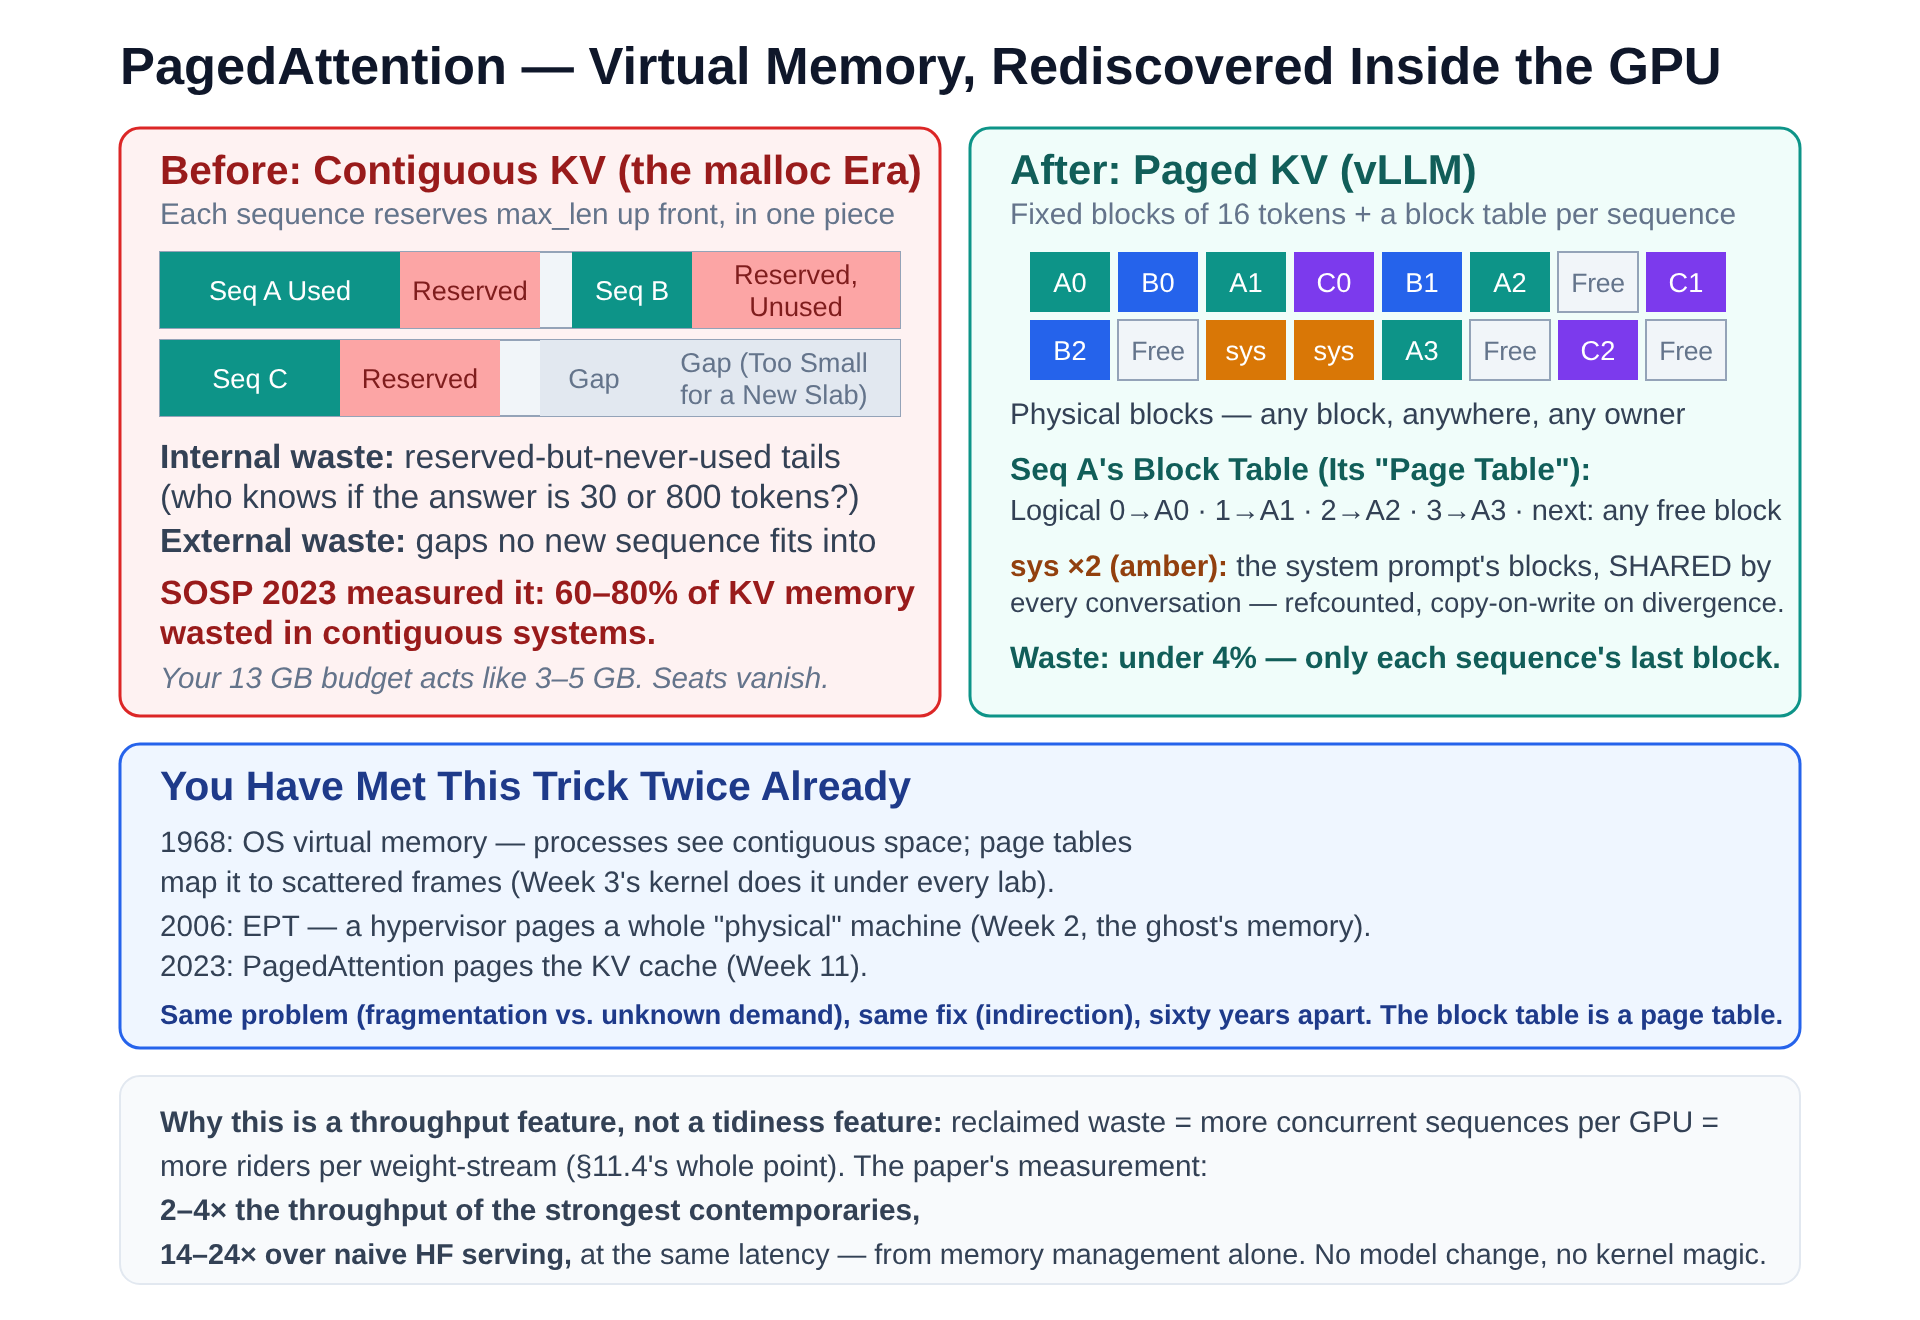 PagedAttention — Virtual Memory, Rediscovered Inside the GPU
Before: Contiguous KV (the malloc Era)
Each sequence reserves max_len up front, in one piece
Seq A Used
Reserved
Seq B
Reserved,
Unused
Seq C
Reserved
Gap
Gap (Too Small
for a New Slab)
Internal waste: reserved-but-never-used tails
(who knows if the answer is 30 or 800 tokens?)
External waste: gaps no new sequence fits into
SOSP 2023 measured it: 60–80% of KV memory
wasted in contiguous systems.
Your 13 GB budget acts like 3–5 GB. Seats vanish.
After: Paged KV (vLLM)
Fixed blocks of 16 tokens + a block table per sequence
A0
B0
A1
C0
B1
A2
Free
C1
B2
Free
sys
sys
A3
Free
C2
Free
Physical blocks — any block, anywhere, any owner
Seq A's Block Table (Its "Page Table"):
Logical 0→A0 · 1→A1 · 2→A2 · 3→A3 · next: any free block
sys ×2 (amber): the system prompt's blocks, SHARED by
every conversation — refcounted, copy-on-write on divergence.
Waste: under 4% — only each sequence's last block.
You Have Met This Trick Twice Already
1968: OS virtual memory — processes see contiguous space; page tables
map it to scattered frames (Week 3's kernel does it under every lab).
2006: EPT — a hypervisor pages a whole "physical" machine (Week 2, the ghost's memory).
2023: PagedAttention pages the KV cache (Week 11).
Same problem (fragmentation vs. unknown demand), same fix (indirection), sixty years apart. The block table is a page table.
Why this is a throughput feature, not a tidiness feature: reclaimed waste = more concurrent sequences per GPU =
more riders per weight-stream (§11.4's whole point). The paper's measurement:
2–4× the throughput of the strongest contemporaries,
14–24× over naive HF serving, at the same latency — from memory management alone. No model change, no kernel magic.